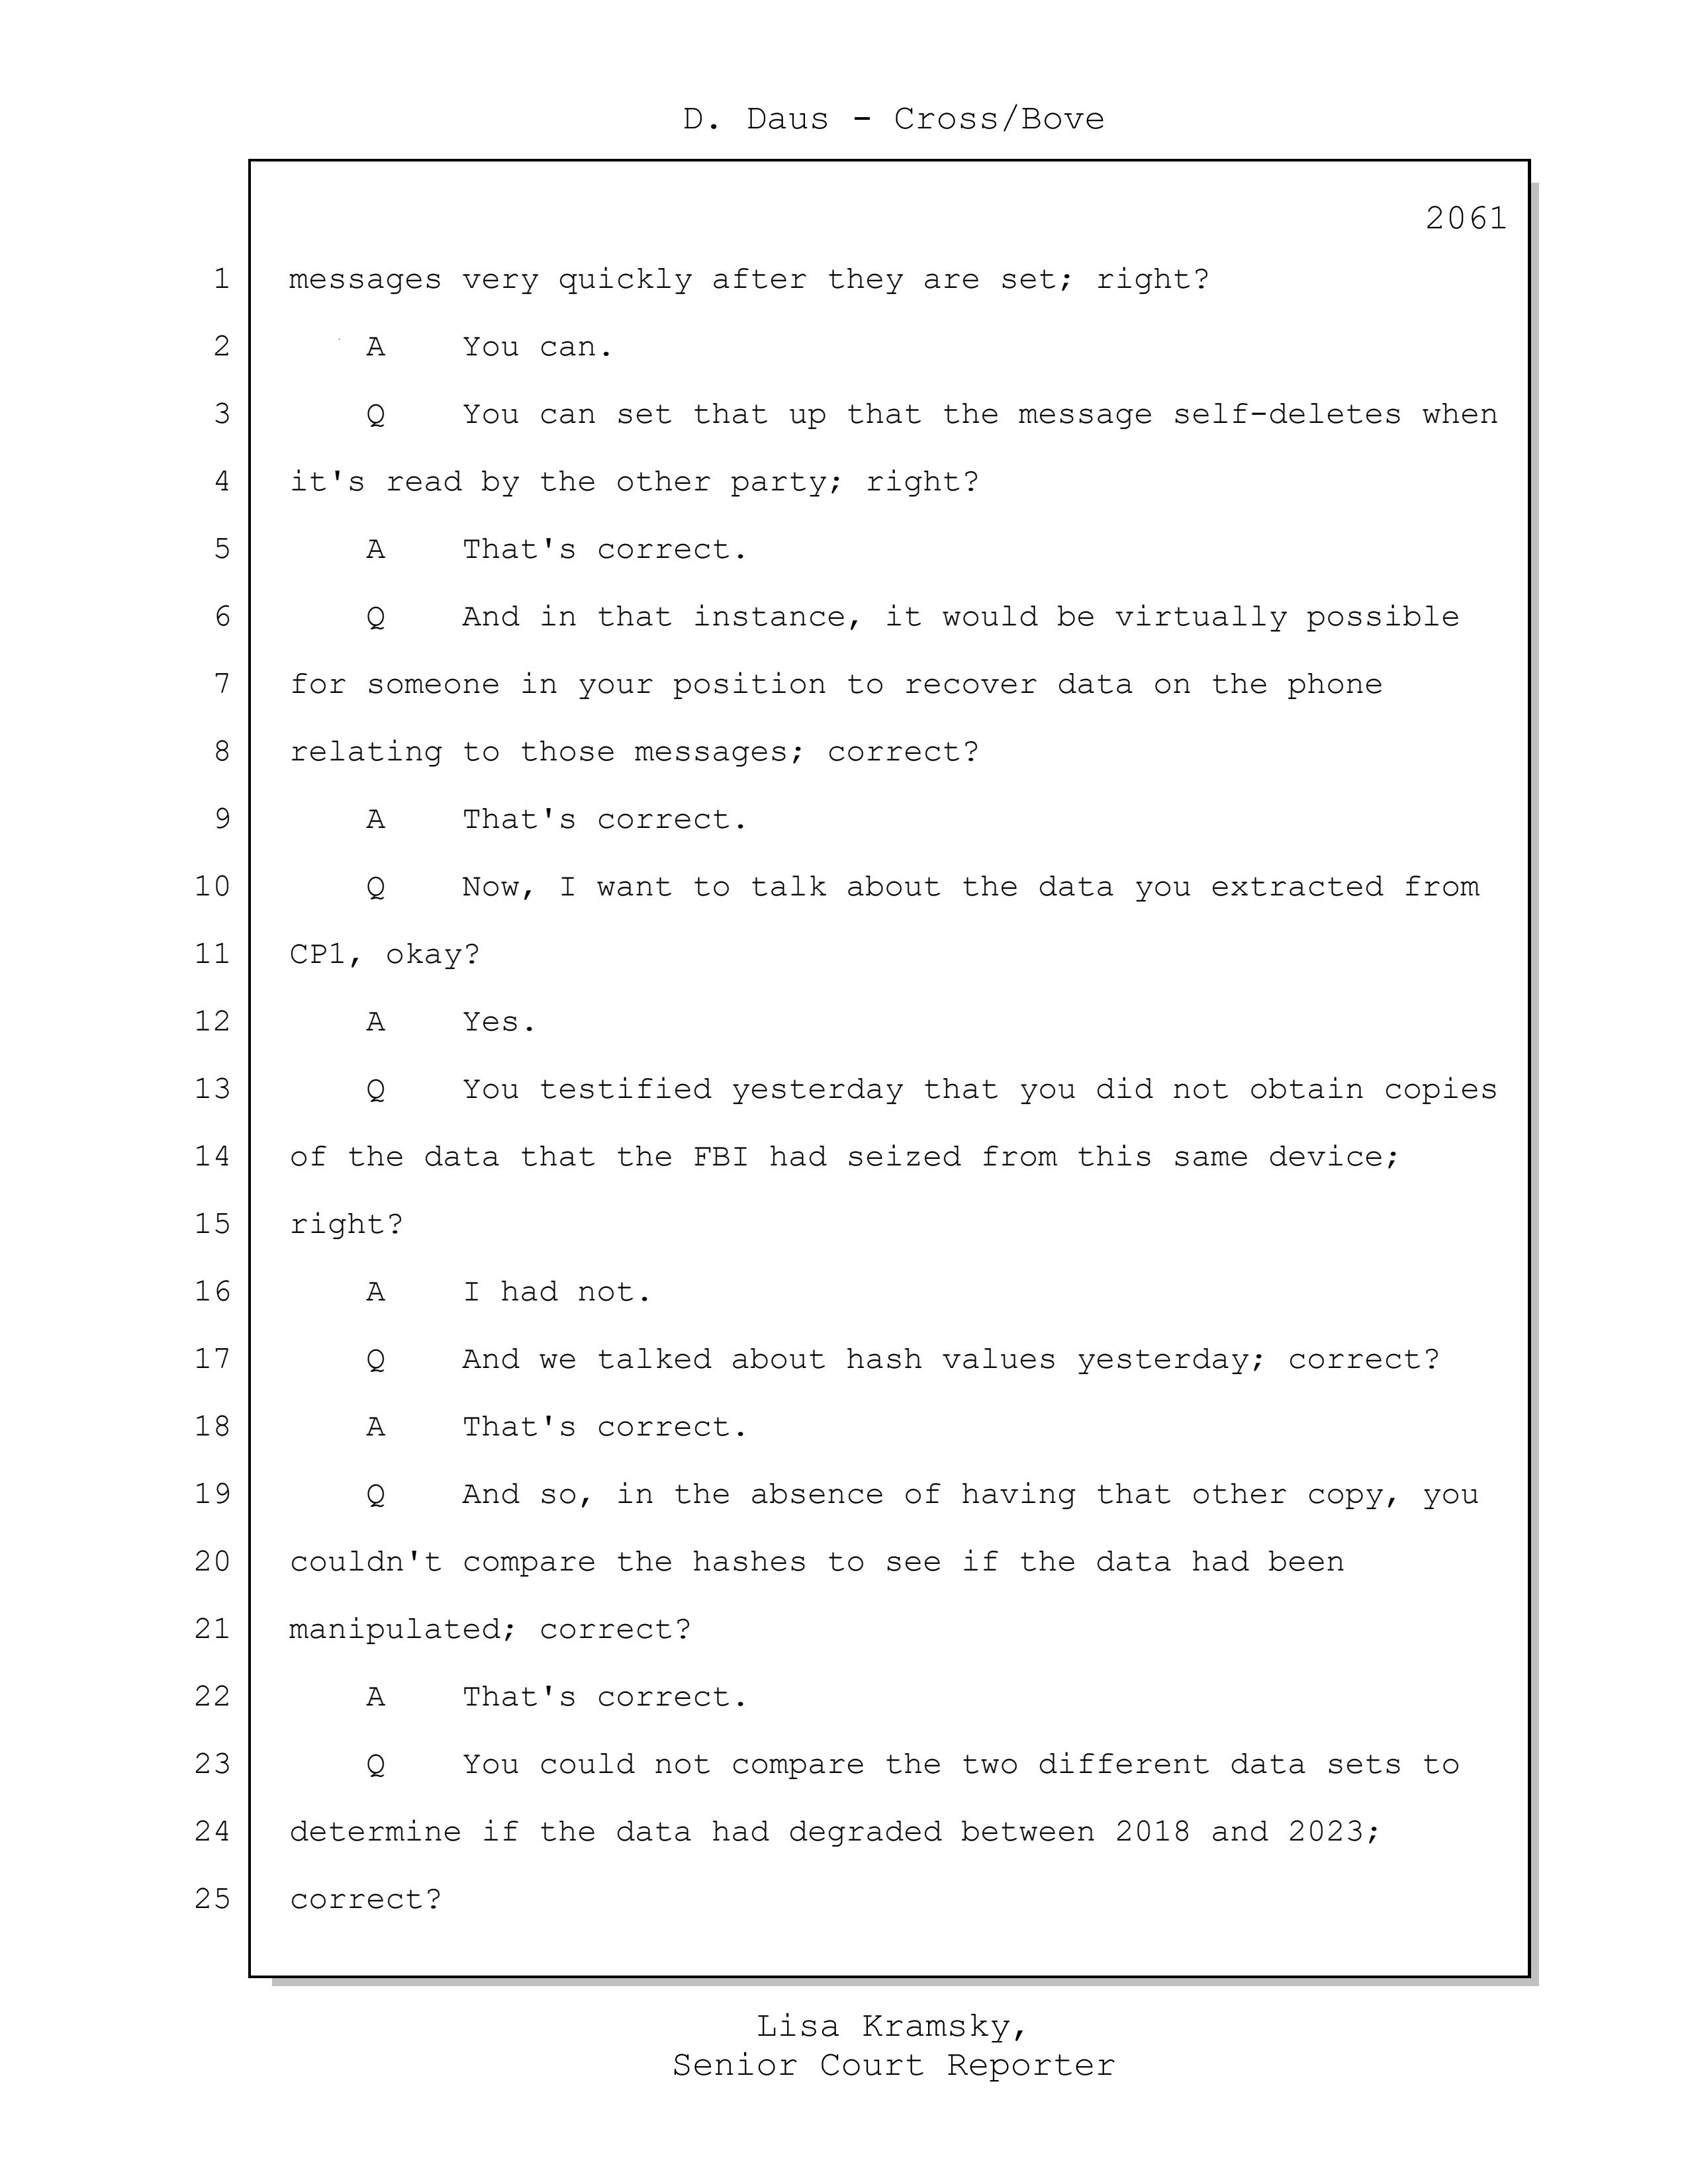 D. Daus - Cross/Bove
2061
1 messages very quickly after they are set; right?
2 A You can.
3 Q You can set that up that the message self-deletes when
4 it's read by the other party; right?
5 A That's correct.
6 Q And in that instance, it would be virtually possible
7 for someone in your position to recover data on the phone
8 relating to those messages; correct?
9 A That's correct.
10 Q Now, I want to talk about the data you extracted from
11 CP1, okay?
12 A Yes.
13 Q You testified yesterday that you did not obtain copies
14 of the data that the FBI had seized from this same device;
15 right?
16 A I had not.
17 Q And we talked about hash values yesterday; correct?
18 A That's correct.
19 Q And so, in the absence of having that other copy, you
20 couldn't compare the hashes to see if the data had been
21 manipulated; correct?
22 A That's correct.
23 Q You could not compare the two different data sets to
24 determine if the data had degraded between 2018 and 2023;
25 correct?
Lisa Kramsky,
Senior Court Reporter